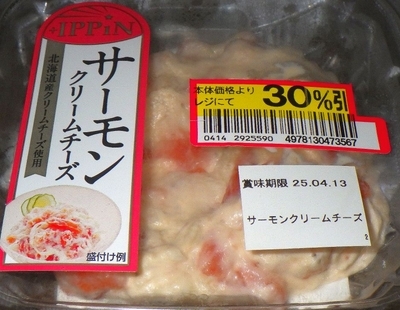 IPPiN
サーモン
クリームチーズ
北海道産クリームチーズ使用
盛付け例
本体価格より
レジにて
30%引
0414 2925590 4978130473567
賞味期限 25.04.13
サーモンクリームチーズ
2